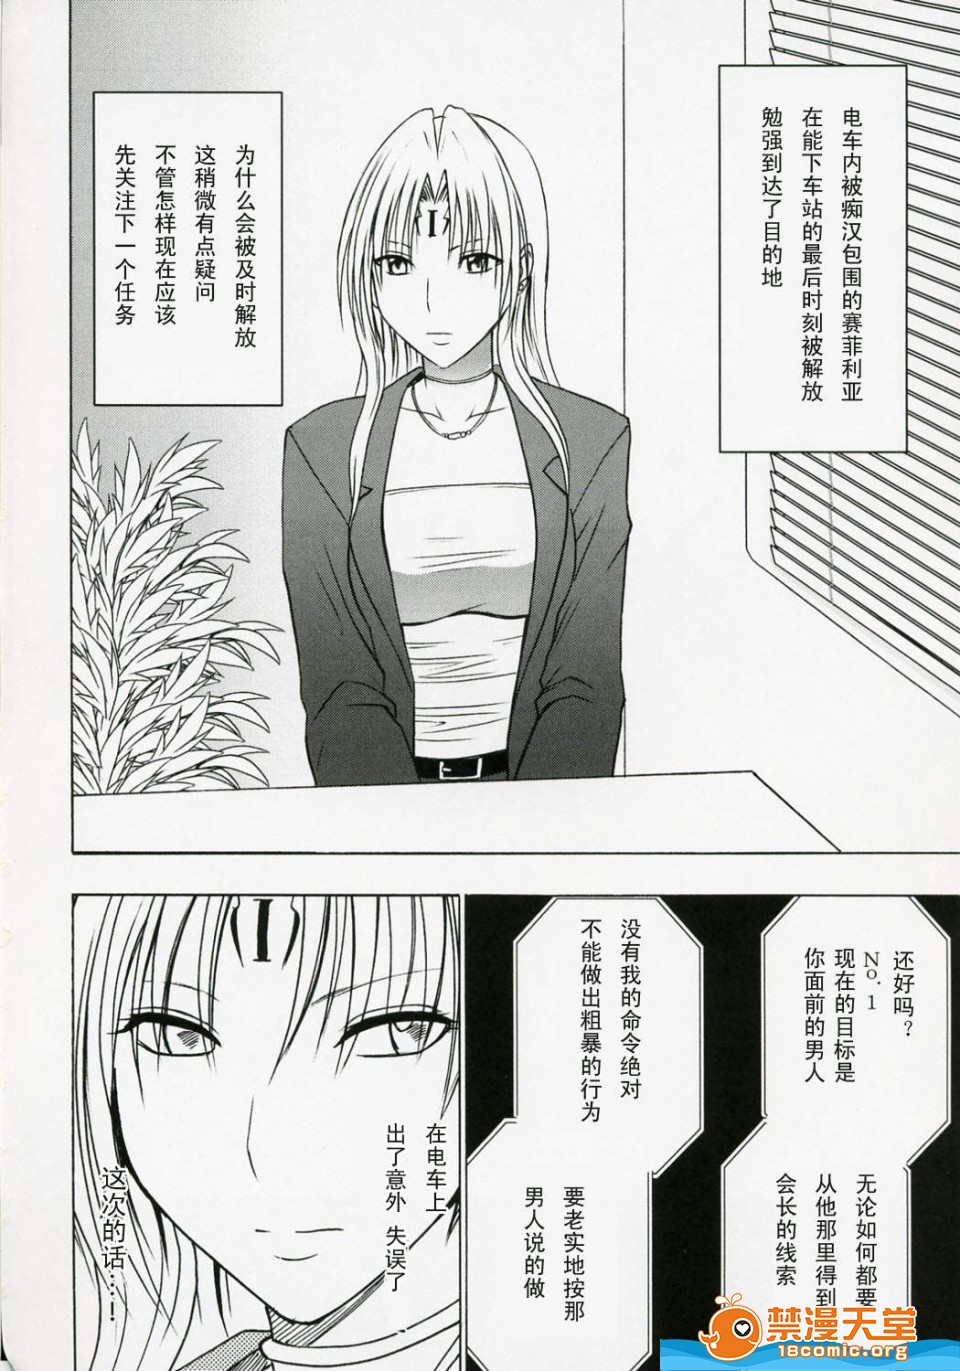 电车内被痴汉包围的赛菲利亚
在能下车站的最后时刻被解放
勉强到达了目的地
为什么会被及时解放
这稍微有点疑问
不管怎样现在应该
先关注下一个任务
I
还好吗？
No.1
现在的目标是
你面前的男人
无论如何都要
从他那里得到
会长的线索
没有我的命令绝对
不能做出粗暴的行为
要老实地按那
男人说的做
I
在电车上
出了意外 失误了
这次的话……！
禁漫天堂
18comic.org